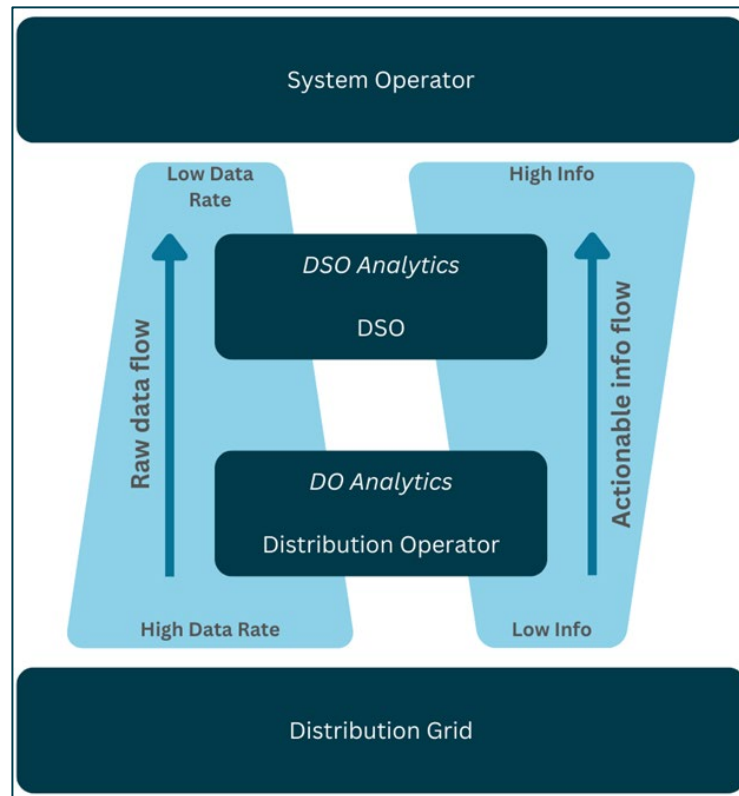 System Operator
Low Data
Rate
High Info
DSO Analytics
DSO
Raw data flow
Actionable info flow
DO Analytics
Distribution Operator
High Data Rate
Low Info
Distribution Grid